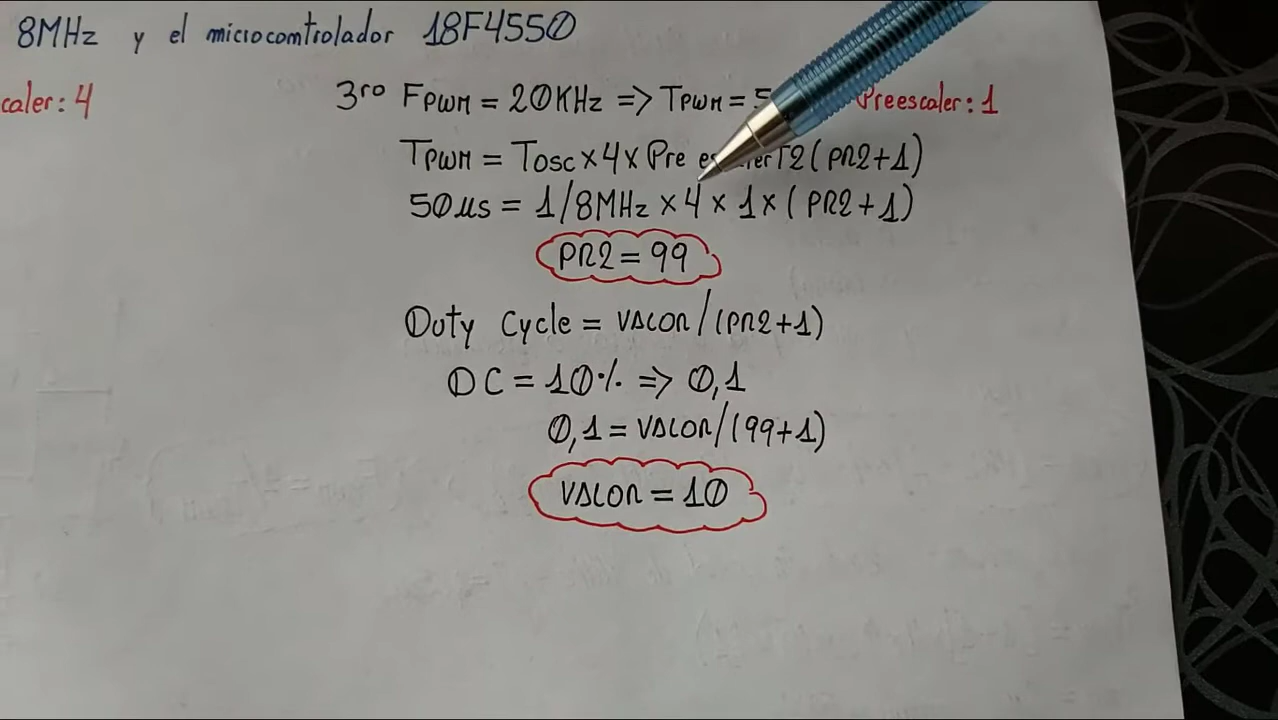 8MHz y el microcontrolador 18F4550
caler: 4
3ro FPWM = 20KHz => TPWM = 5 Preescaler: 1
TPWM = Tosc x 4 x Pre T2 (PR2+1)
50 µs = 1/8MHz x 4 x 1 x (PR2+1)
PR2 = 99
Duty Cycle = VALOR/(PR2+1)
DC = 10% => 0,1
0,1 = VALOR/(99+1)
VALOR = 10